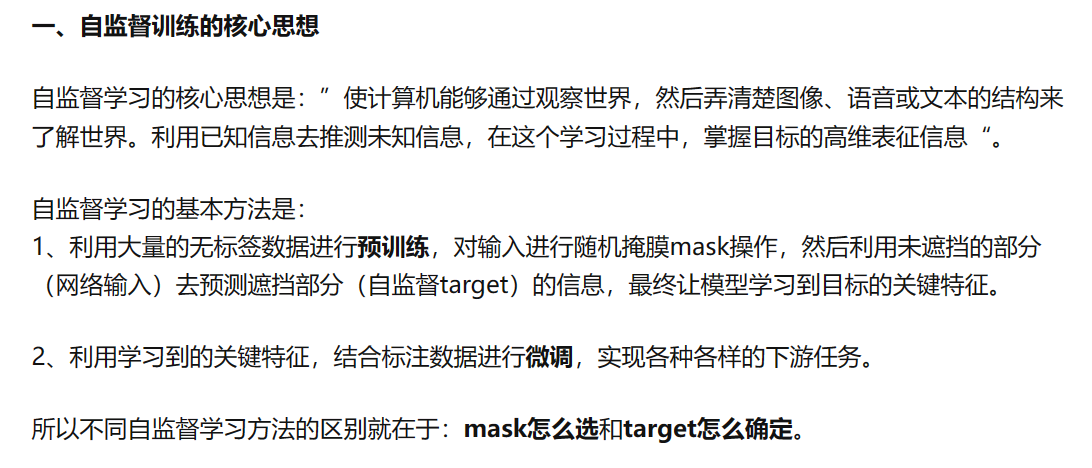 一、自监督训练的核心思想
自监督学习的核心思想是：”使计算机能够通过观察世界，然后弄清楚图像、语音或文本的结构来
了解世界。利用已知信息去推测未知信息，在这个学习过程中，掌握目标的高维表征信息“。
自监督学习的基本方法是：
1、利用大量的无标签数据进行预训练，对输入进行随机掩膜mask操作，然后利用未遮挡的部分
（网络输入）去预测遮挡部分（自监督target）的信息，最终让模型学习到目标的关键特征。
2、利用学习到的关键特征，结合标注数据进行微调，实现各种各样的下游任务。
所以不同自监督学习方法的区别就在于：mask怎么选和target怎么确定。